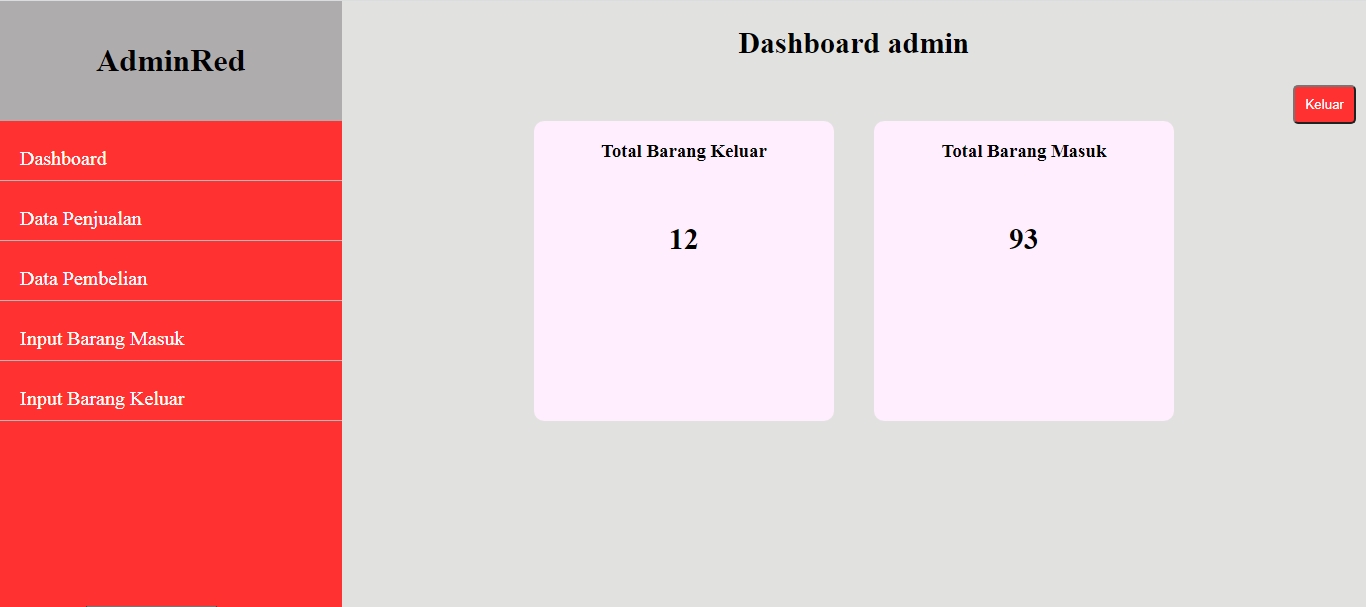 AdminRed
Dashboard
Data Penjualan
Data Pembelian
Input Barang Masuk
Input Barang Keluar
Dashboard admin
Keluar
Total Barang Keluar
12
Total Barang Masuk
93